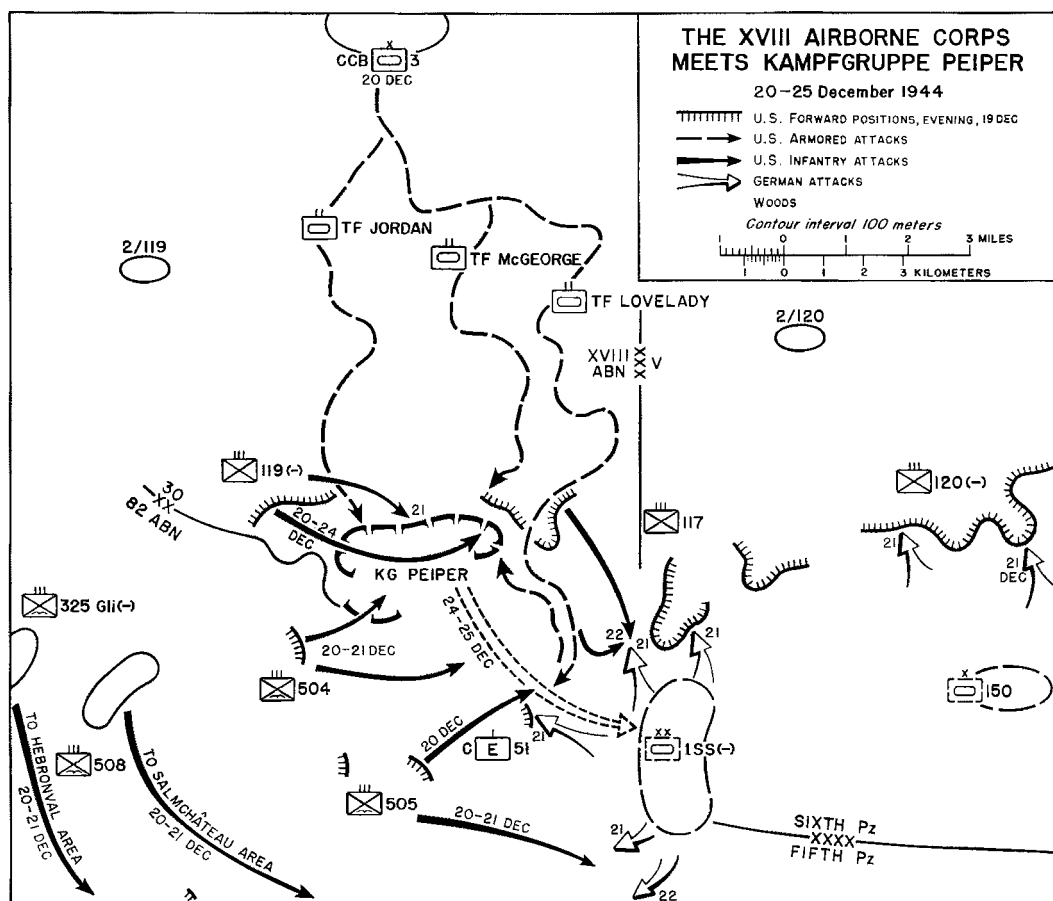 THE XVIII AIRBORNE CORPS
MEETS KAMPFGRUPPE PEIPER
20-25 December 1944
U.S. FORWARD POSITIONS, EVENING, 19 DEC
U.S. ARMORED ATTACKS
U.S. INFANTRY ATTACKS
GERMAN ATTACKS
WOODS
Contour interval 100 meters
1 0 1 2 3 MILES
1 0 1 2 3 KILOMETERS
X
CCB 3
20 DEC
TF JORDAN
2/119
TF McGEORGE
TF LOVELADY
2/120
XVIII
ABN
XXX
V
119(-)
30
XX
82 ABN
21
20-24
DEC
KG PEIPER
117
120(-)
21
21
DEC
325 Gli(-)
20-21 DEC
504
24-25
DEC
22
21
21
X
150
TO HEBRONVAL AREA
20-21 DEC
508
TO SALMCHÂTEAU AREA
20-21 DEC
20 DEC
C E 51
21
XX
1SS(-)
505
20-21 DEC
21
22
SIXTH Pz
XXXX
FIFTH Pz